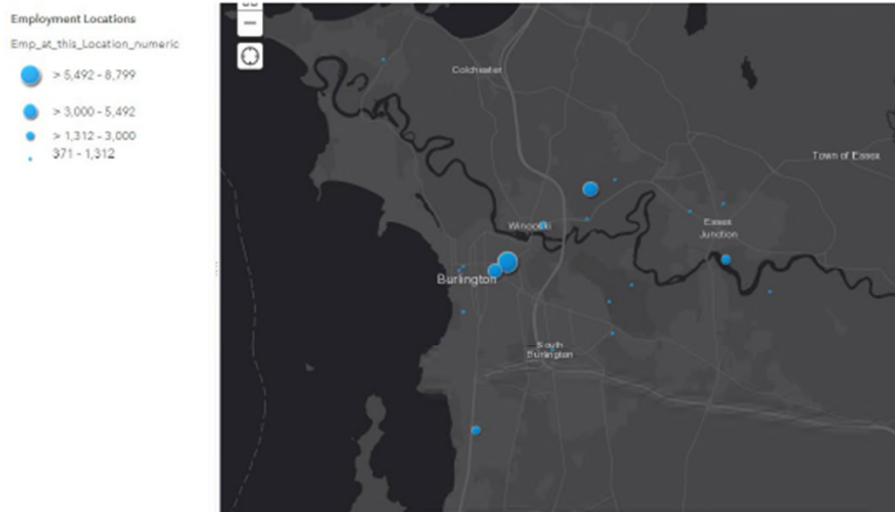 Employment Locations
Emp_at_this_Location_numeric
> 5,492 - 8,799
> 3,000 - 5,492
> 1,312 - 3,000
371 - 1,312
Colchester
Town of Essex
Winooski
Essex
Junction
Burlington
South
Burlington